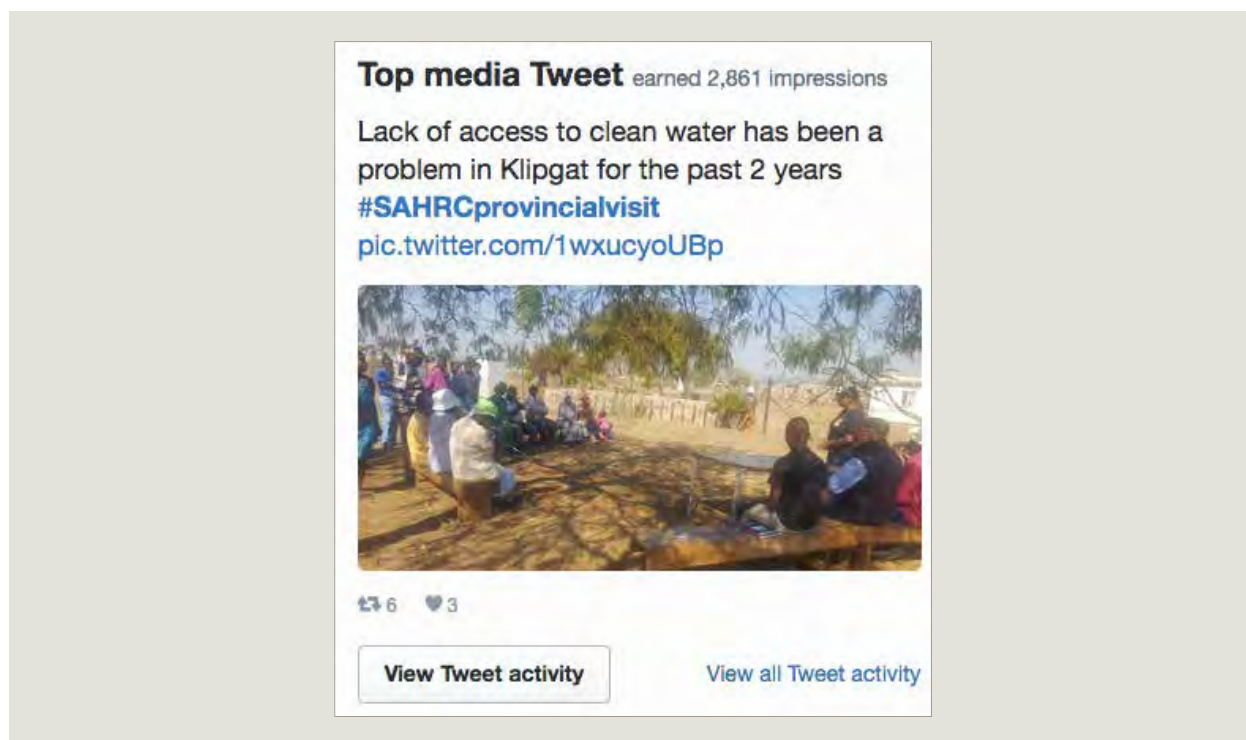 Top media Tweet earned 2,861 impressions
Lack of access to clean water has been a
problem in Klipgat for the past 2 years
#SAHRCprovincialvisit
pic.twitter.com/1wxucyoUBp
6 3
View Tweet activity View all Tweet activity